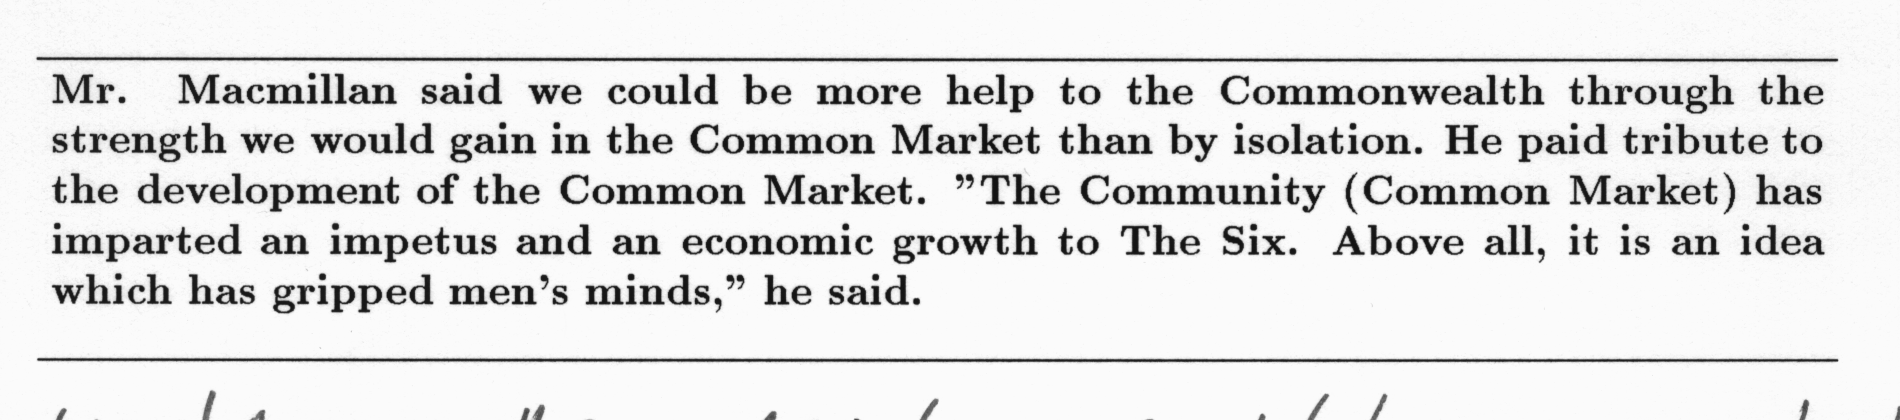 Mr. Macmillan said we could be more help to the Commonwealth through the
strength we would gain in the Common Market than by isolation. He paid tribute to
the development of the Common Market. ”The Community (Common Market) has
imparted an impetus and an economic growth to The Six. Above all, it is an idea
which has gripped men’s minds,” he said.